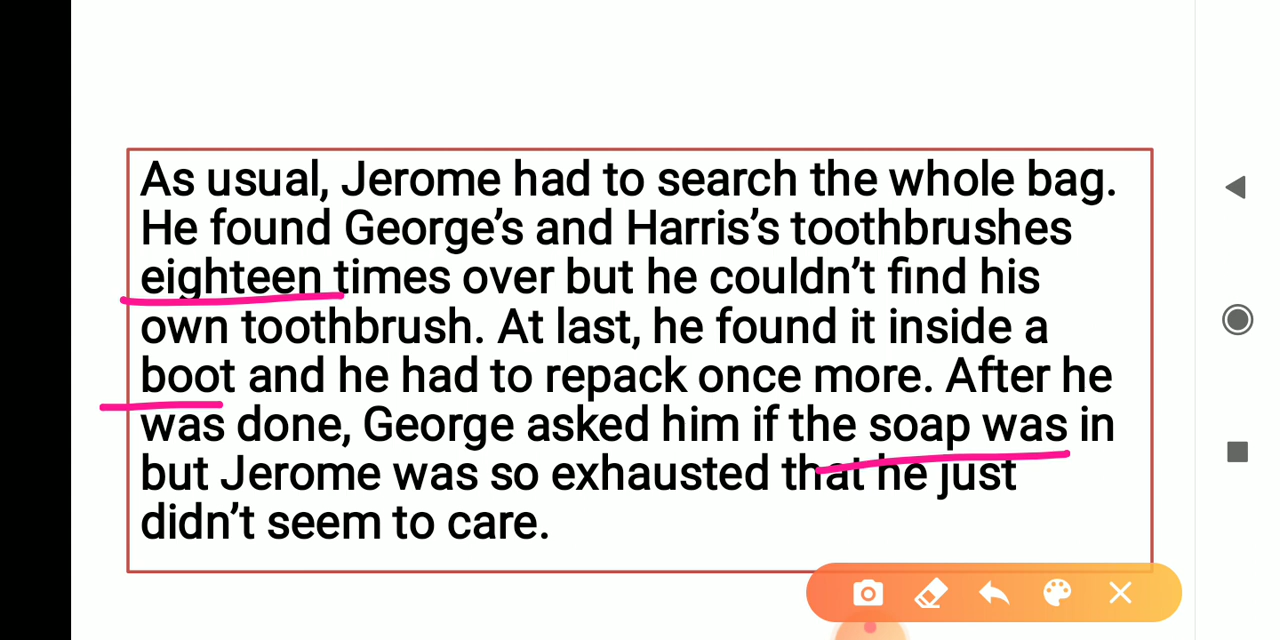 As usual, Jerome had to search the whole bag.
He found George’s and Harris’s toothbrushes
eighteen times over but he couldn’t find his
own toothbrush. At last, he found it inside a
boot and he had to repack once more. After he
was done, George asked him if the soap was in
but Jerome was so exhausted that he just
didn’t seem to care.